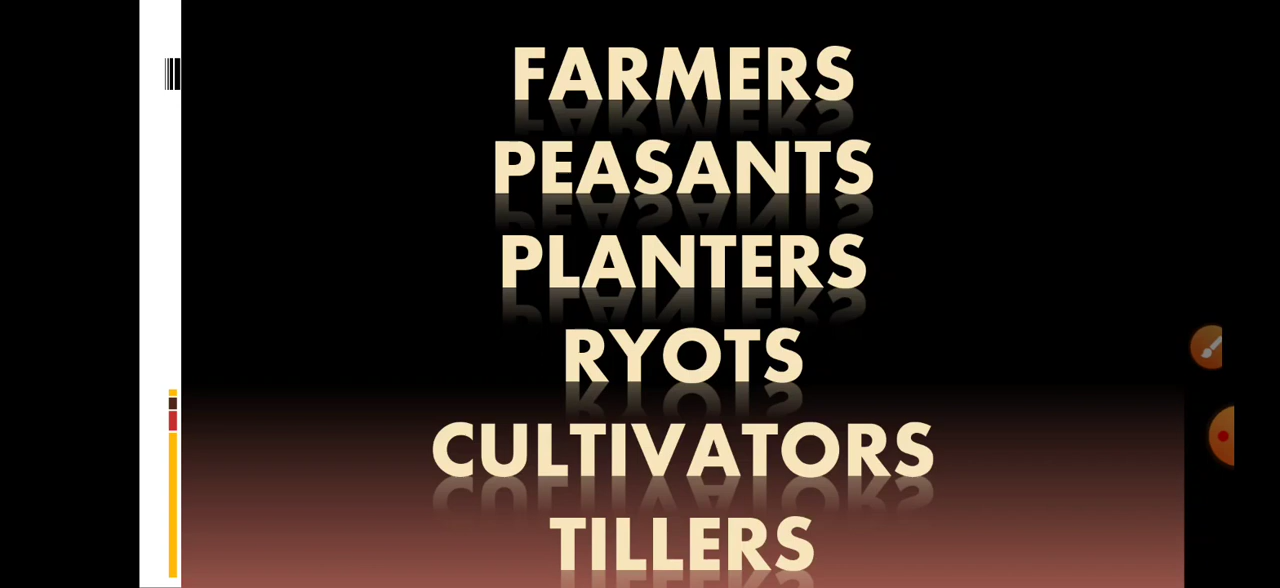 FARMERS
PEASANTS
PLANTERS
RYOTS
CULTIVATORS
TILLERS